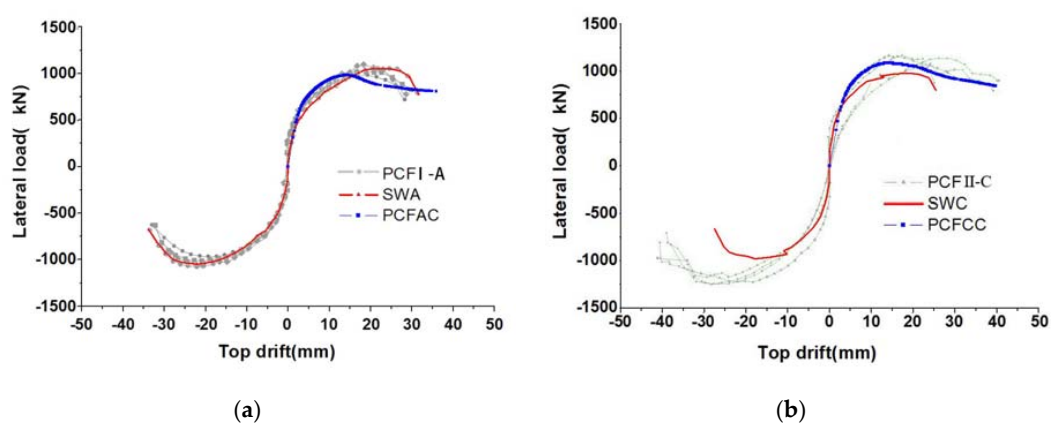 1500
1000
500
0
-500
-1000
-1500
Lateral load( kN)
-50 -40 -30 -20 -10 0 10 20 30 40 50
Top drift(mm)
PCFⅠ-A
SWA
PCFAC
(a)
1500
1000
500
0
-500
-1000
-1500
Lateral load( kN)
-50 -40 -30 -20 -10 0 10 20 30 40 50
Top drift(mm)
PCFⅡ-C
SWC
PCFCC
(b)